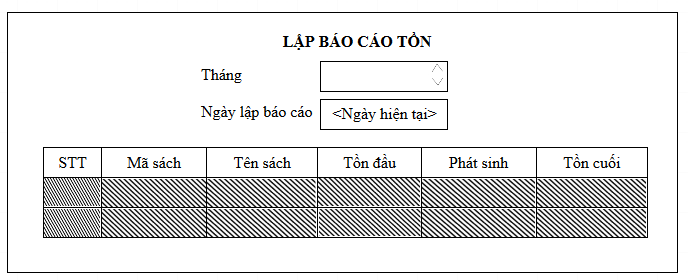 LẬP BÁO CÁO TỒN
Tháng
Ngày lập báo cáo <Ngày hiện tại>
STT Mã sách Tên sách Tồn đầu Phát sinh Tồn cuối